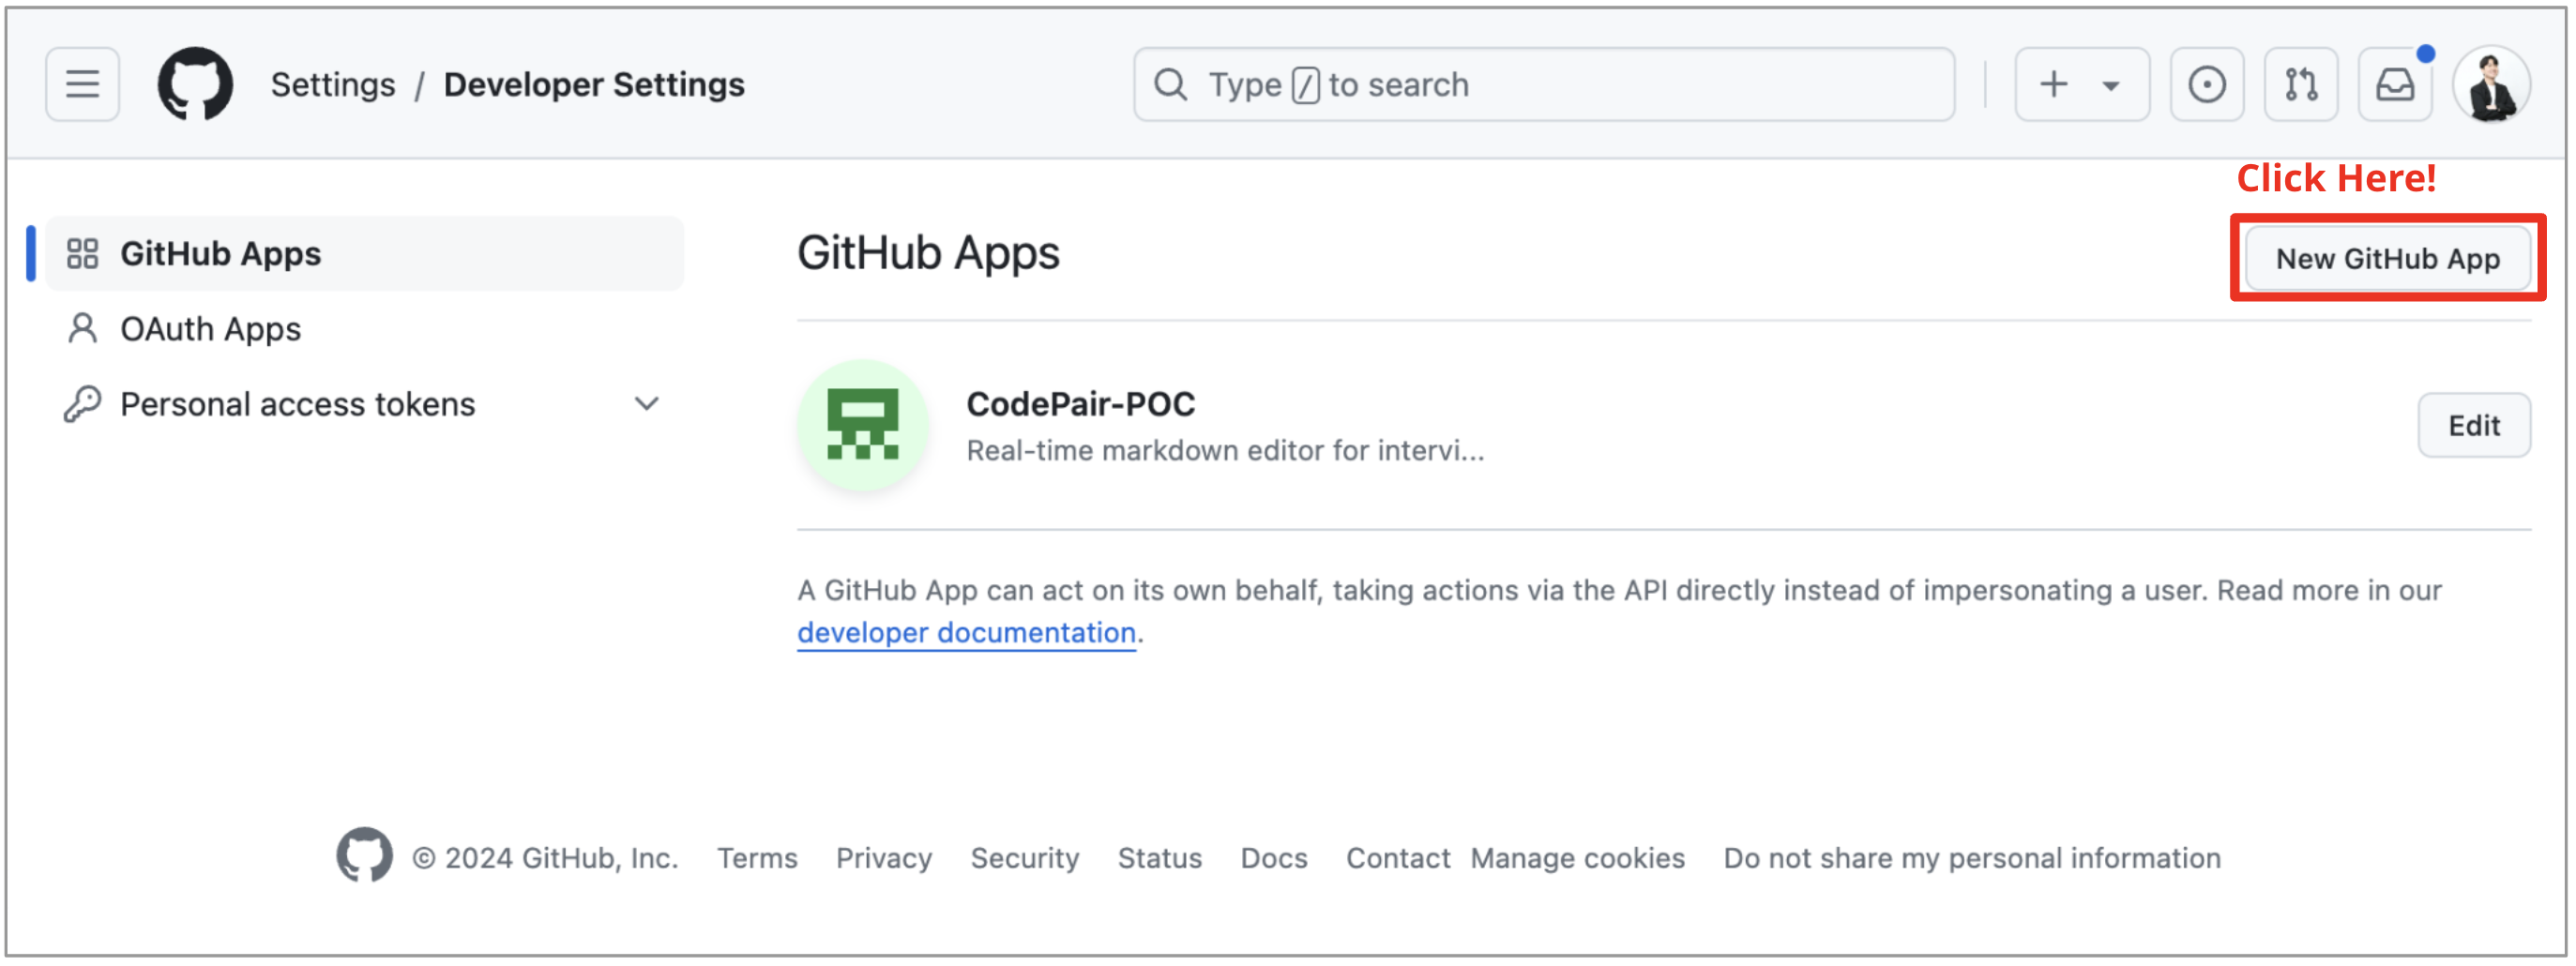 Settings / Developer Settings
Type / to search
Click Here!
GitHub Apps
OAuth Apps
Personal access tokens
GitHub Apps
New GitHub App
CodePair-POC
Real-time markdown editor for intervi...
Edit
A GitHub App can act on its own behalf, taking actions via the API directly instead of impersonating a user. Read more in our
developer documentation.
© 2024 GitHub, Inc. Terms Privacy Security Status Docs Contact Manage cookies Do not share my personal information